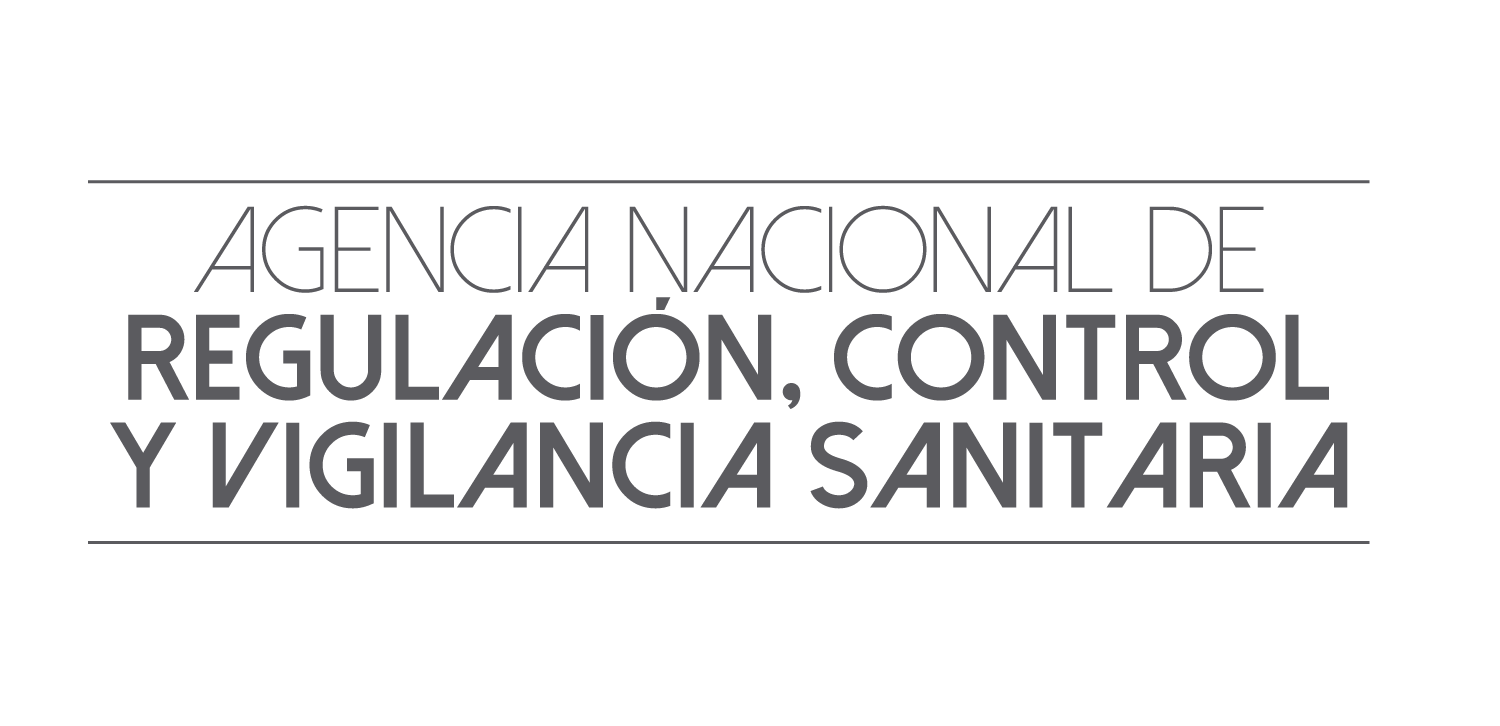 AGENCIA NACIONAL DE
REGULACIÓN, CONTROL
Y VIGILANCIA SANITARIA